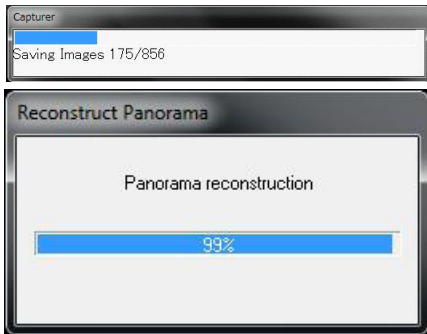 Capturer
Saving Images 175/856
Reconstruct Panorama
Panorama reconstruction
99%